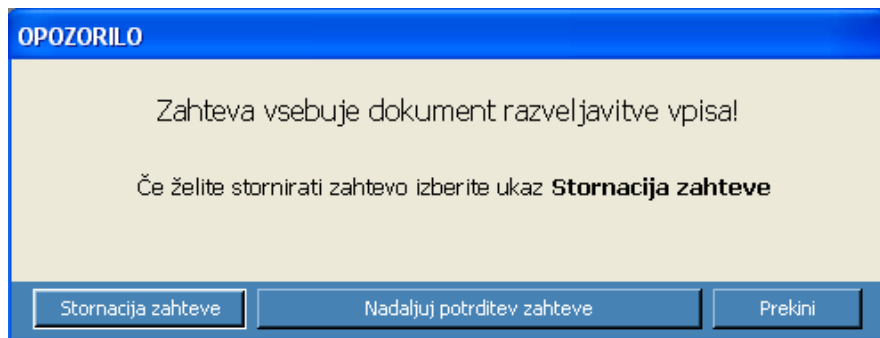 OPOZORILO
Zahteva vsebuje dokument razveljavitve vpisa!
Če želite stornirati zahtevo izberite ukaz Stornacija zahteve
Stornacija zahteve
Nadaljuj potrditev zahteve
Prekini